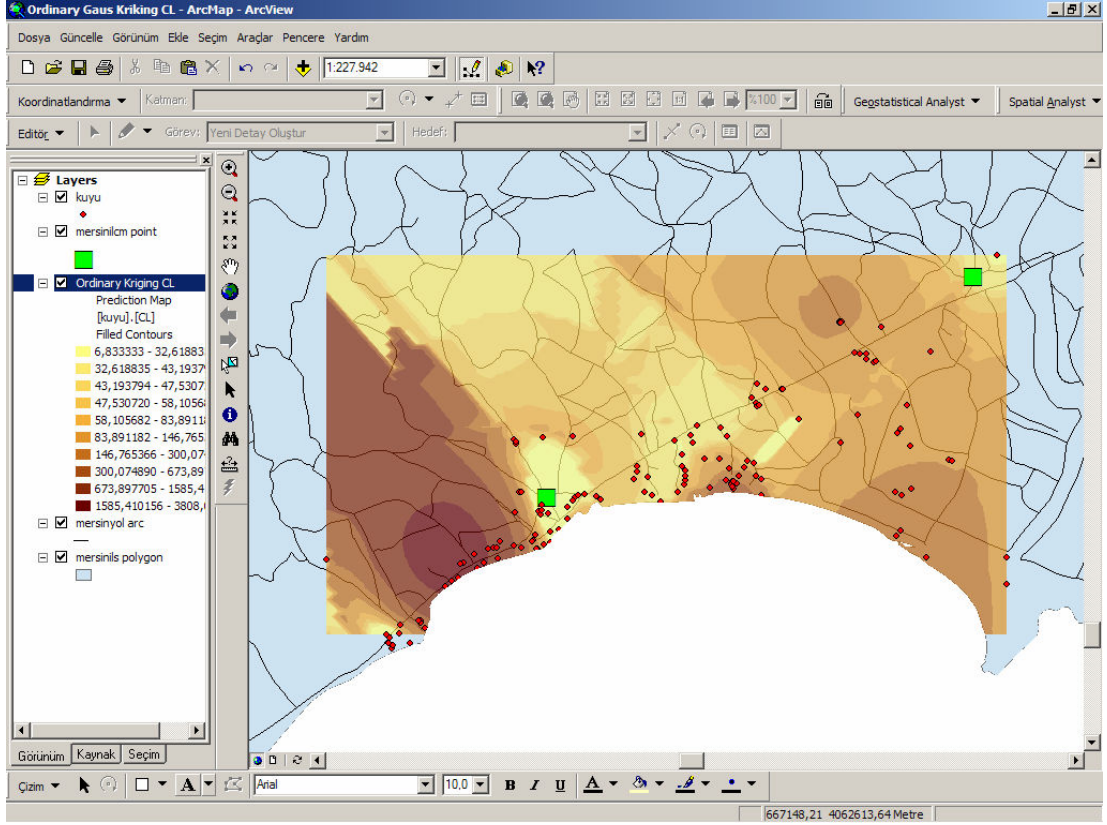 Ordinary Gaus Kriking CL - ArcMap - ArcView
Dosya Güncelle Görünüm Ekle Seçim Araçlar Pencere Yardım
1:227.942
Koordinatlandırma Katman: %100 Geostatistical Analyst Spatial Analyst
Editör Görev: Yeni Detay Oluştur Hedef:
Layers
kuyu
mersinilcm point
Ordinary Kriging CL
Prediction Map
[kuyu].[CL]
Filled Contours
6,833333 - 32,61883
32,618835 - 43,1937
43,193794 - 47,5307
47,530720 - 58,1056
58,105682 - 83,8911
83,891182 - 146,765
146,765366 - 300,07
300,074890 - 673,89
673,897705 - 1585,4
1585,410156 - 3808,
mersinyol arc
mersinils polygon
Görünüm Kaynak Seçim
Çizim A Arial 10,0 B I U A
667148,21 4062613,64 Metre